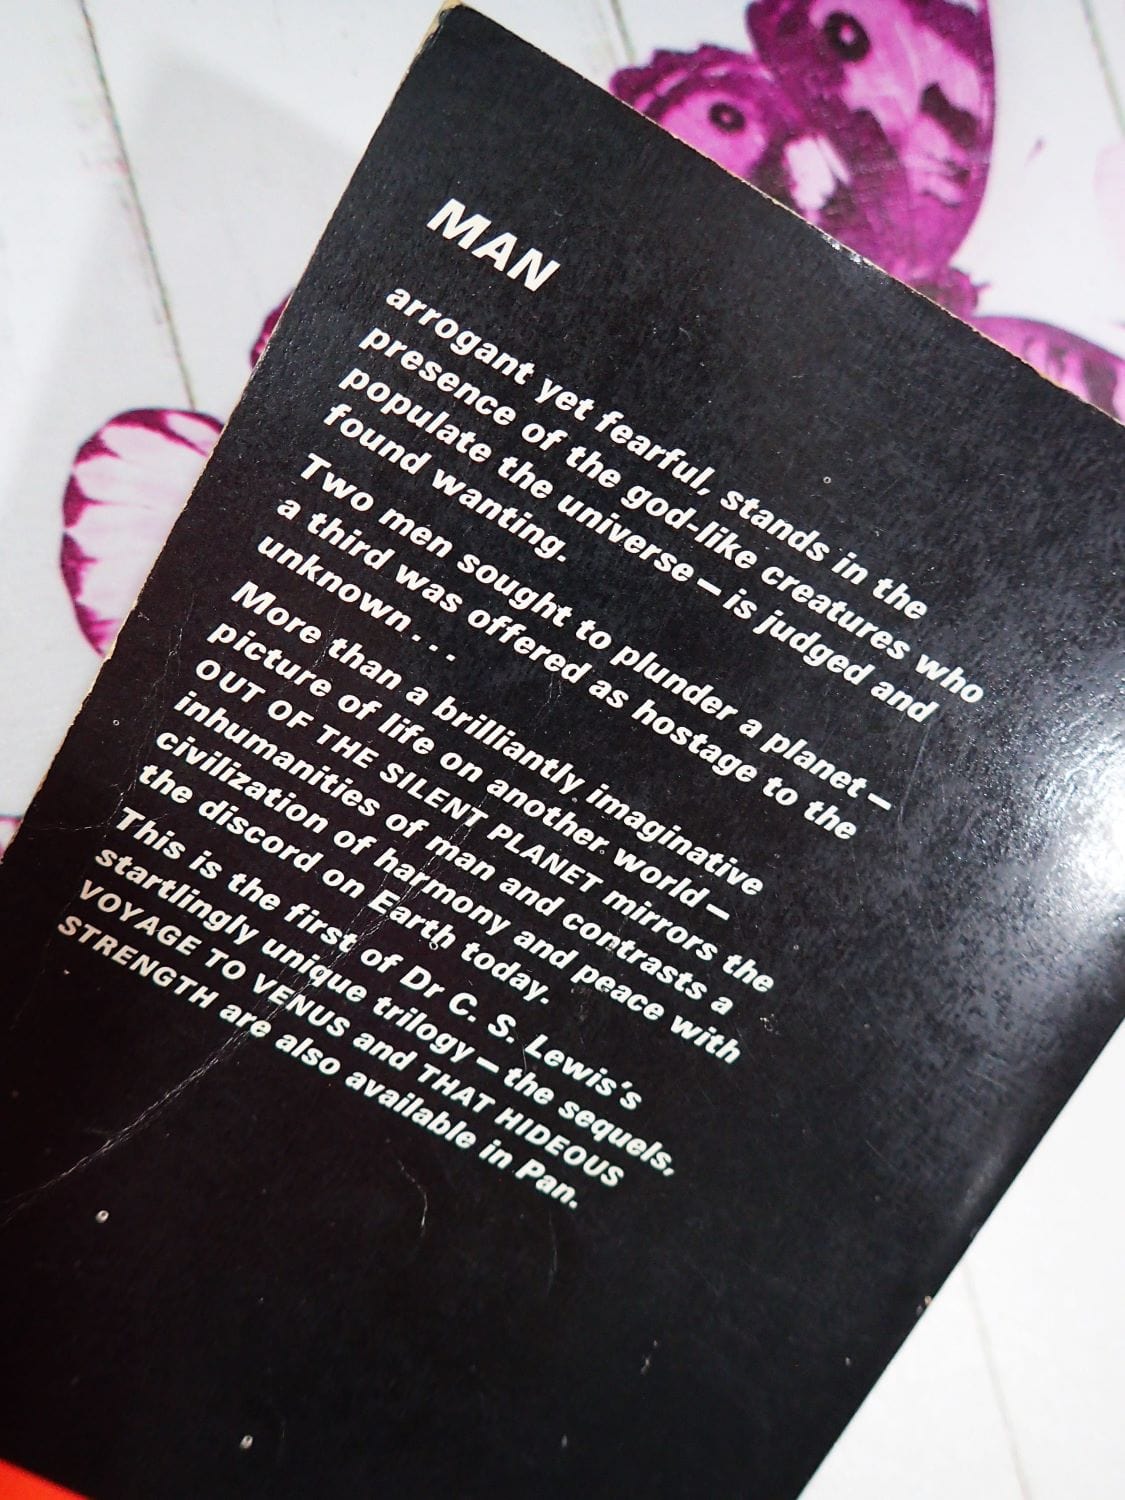 MAN
arrogant yet fearful, stands in the
presence of the god-like creatures who
populate the universe – is judged and
found wanting.
Two men sought to plunder a planet –
a third was offered as hostage to the
unknown . . .
More than a brilliantly imaginative
picture of life on another world –
OUT OF THE SILENT PLANET mirrors the
inhumanities of man and contrasts a
civilization of harmony and peace with
the discord on Earth today.
This is the first of Dr C. S. Lewis's
startlingly unique trilogy – the sequels,
VOYAGE TO VENUS and THAT HIDEOUS
STRENGTH are also available in Pan.